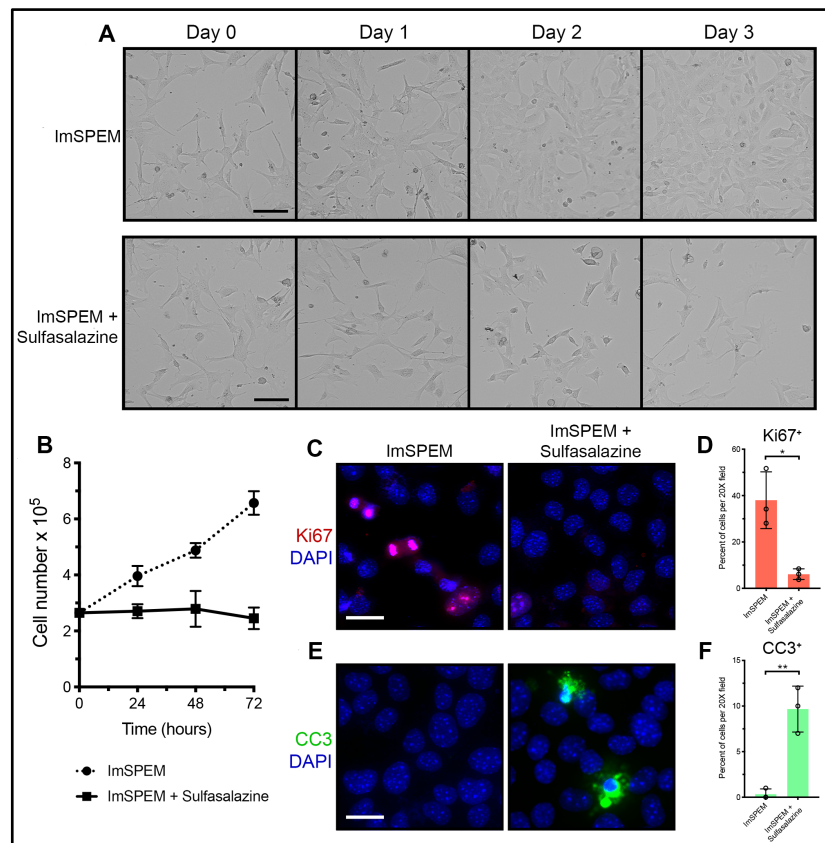 A
Day 0
Day 1
Day 2
Day 3
ImSPEM
ImSPEM +
Sulfasalazine
B
Cell number x 10⁵
8
6
4
2
0
0
24
48
72
Time (hours)
ImSPEM
ImSPEM + Sulfasalazine
C
ImSPEM
ImSPEM +
Sulfasalazine
Ki67
DAPI
D
Ki67⁺
*
Percent of cells per 20X field
60
40
20
0
ImSPEM
ImSPEM +
Sulfasalazine
E
CC3
DAPI
F
CC3⁺
**
Percent of cells per 20X field
15
10
5
0
ImSPEM
ImSPEM +
Sulfasalazine